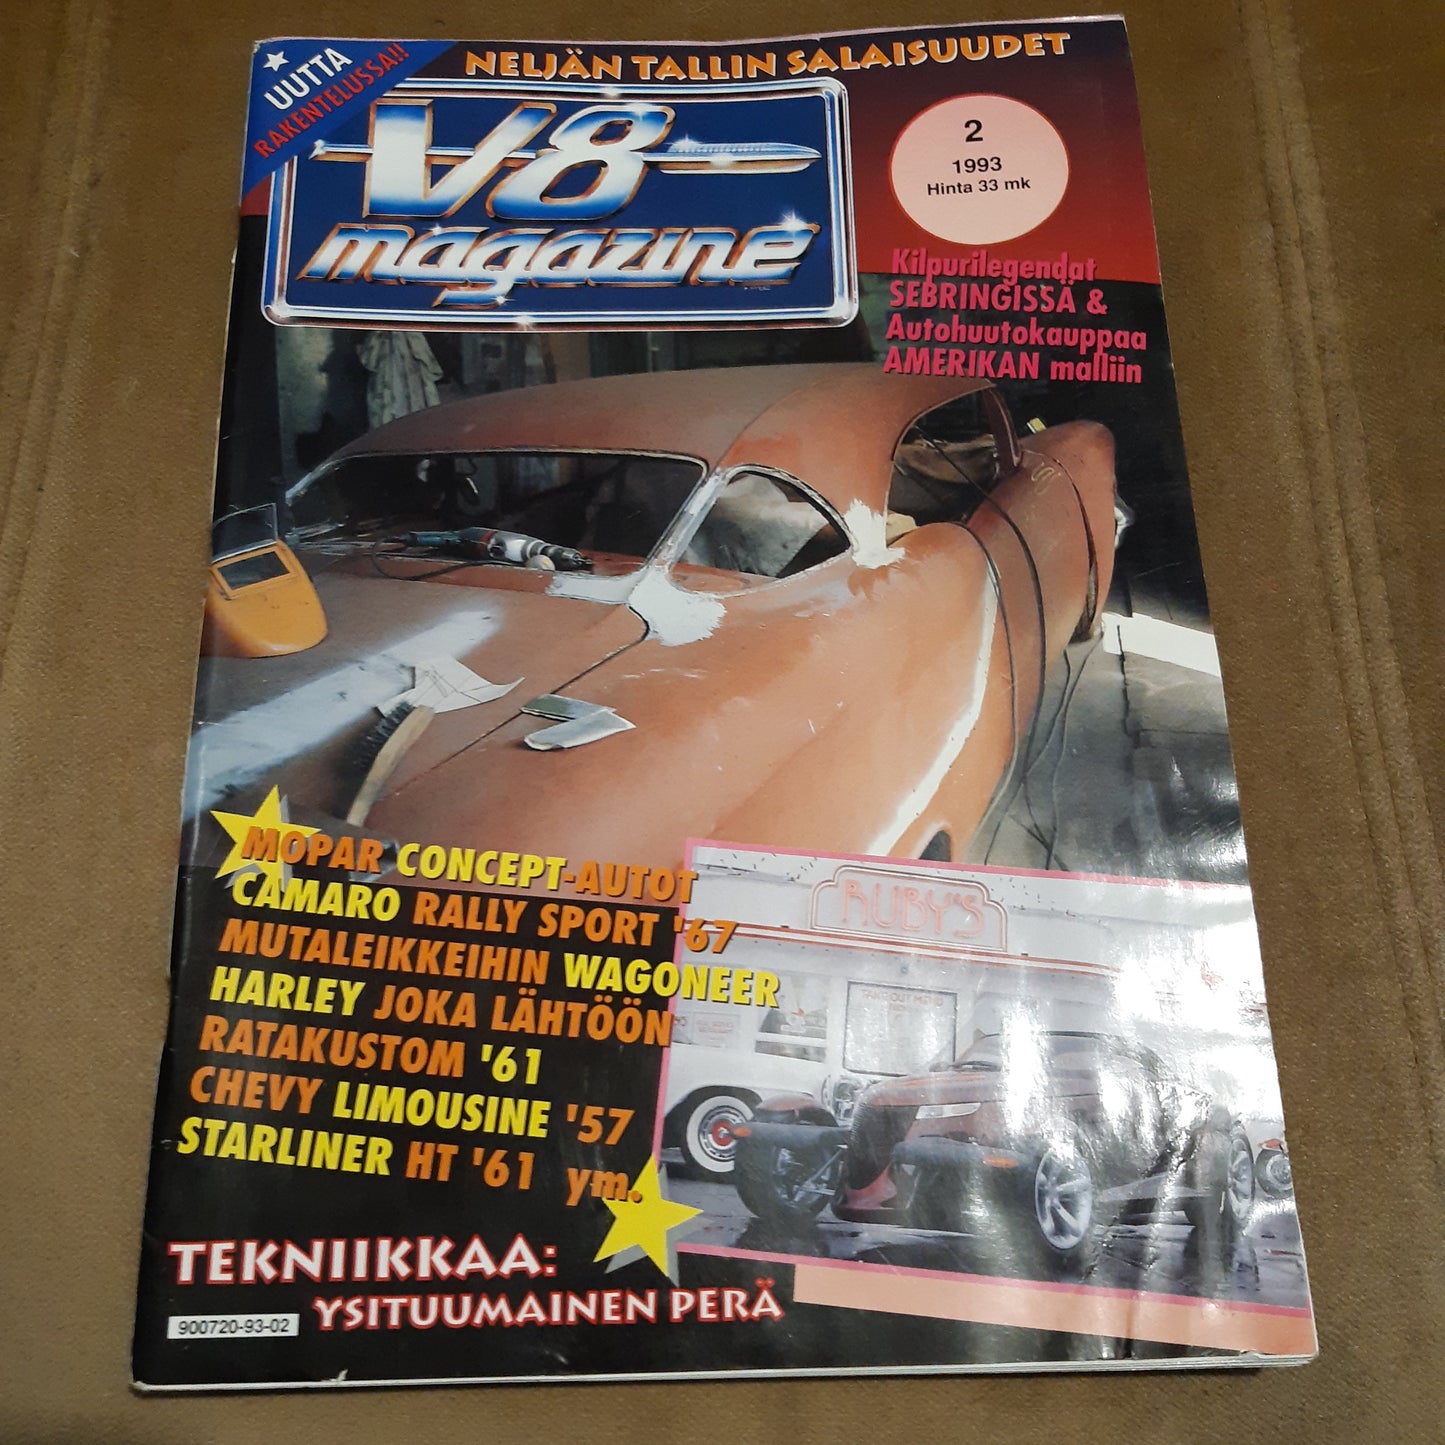 UUTTA
RAKENTELUSSA!!
NELJÄN TALLIN SALAISUUDET
V8
magazine
2
1993
Hinta 33 mk
Kilpurilegendat
SEBRINGISSÄ &
Autohuutokauppaa
AMERIKAN malliin
MOPAR CONCEPT-AUTOT
CAMARO RALLY SPORT '67
MUTALEIKKEIHIN WAGONEER
HARLEY JOKA LÄHTÖÖN
RATAKUSTOM '61
CHEVY LIMOUSINE '57
STARLINER HT '61 ym.
RUBY'S
TEKNIIKKAA:
YSITUUMAINEN PERÄ
900720-93-02